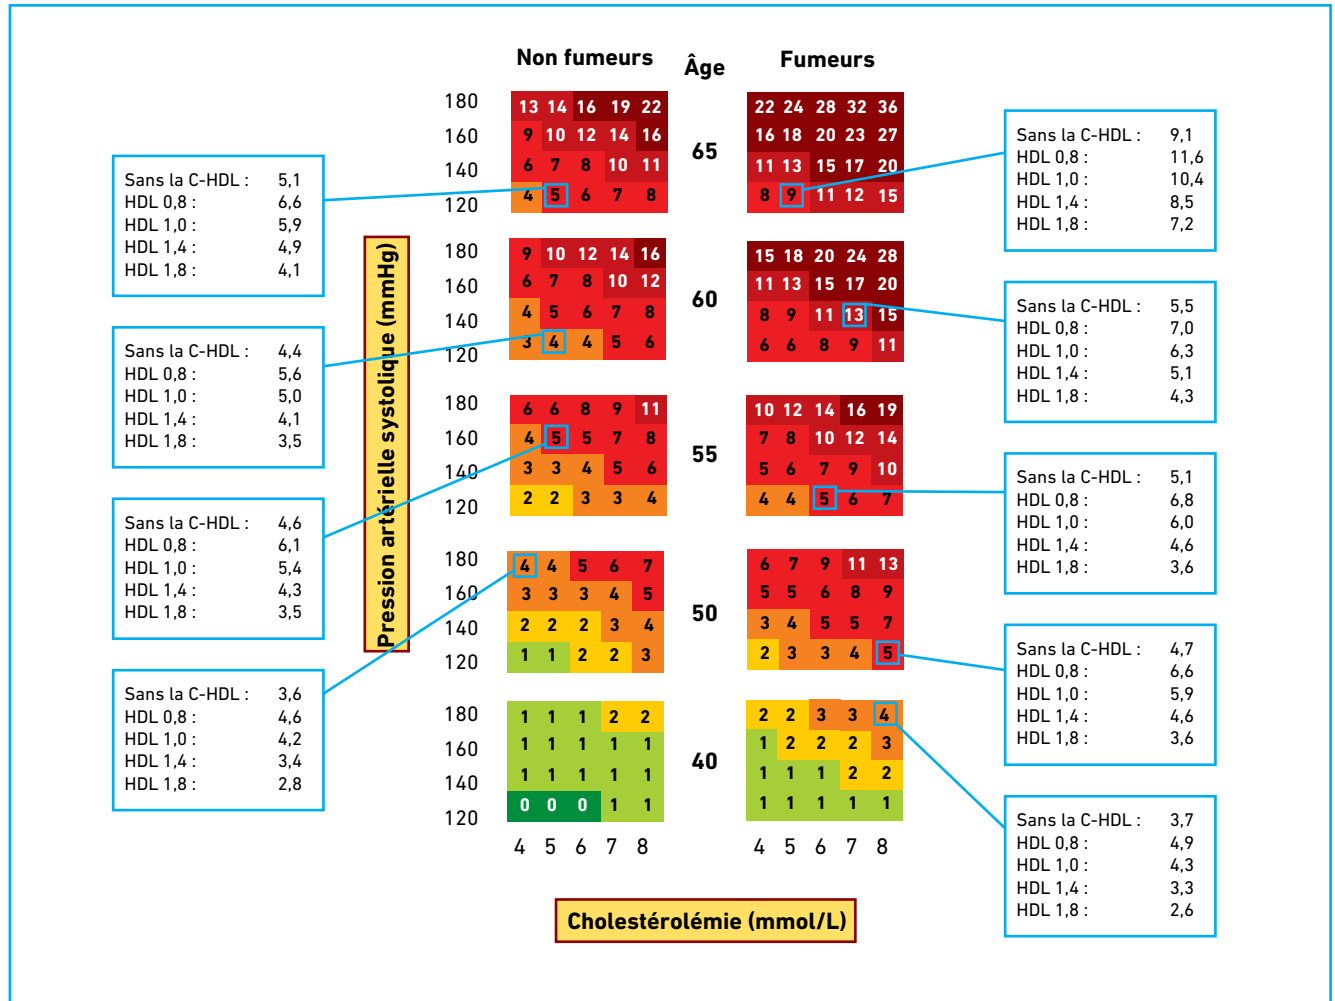 Non fumeurs Âge Fumeurs
180 13 14 16 19 22 22 24 28 32 36
160 9 10 12 14 16 65 16 18 20 23 27
140 6 7 8 10 11 11 13 15 17 20
120 4 5 6 7 8 8 9 11 12 15
180 9 10 12 14 16 15 18 20 24 28
160 6 7 8 10 12 60 11 13 15 17 20
140 4 5 6 7 8 8 9 11 13 15
120 3 4 4 5 6 6 6 8 9 11
180 6 6 8 9 11 10 12 14 16 19
160 4 5 5 7 8 55 7 8 10 12 14
140 3 3 4 5 6 5 6 7 9 10
120 2 2 3 3 4 4 4 5 6 7
180 4 4 5 6 7 6 7 9 11 13
160 3 3 3 4 5 50 5 5 6 8 9
140 2 2 2 3 4 3 4 5 5 7
120 1 1 2 2 3 2 3 3 4 5
180 1 1 1 2 2 2 2 3 3 4
160 1 1 1 1 1 40 1 2 2 2 3
140 1 1 1 1 1 1 1 1 2 2
120 0 0 0 1 1 1 1 1 1 1
4 5 6 7 8 4 5 6 7 8
Cholestérolémie (mmol/L)
Pression artérielle systolique (mmHg)
Sans la C-HDL : 5,1
HDL 0,8 : 6,6
HDL 1,0 : 5,9
HDL 1,4 : 4,9
HDL 1,8 : 4,1
Sans la C-HDL : 4,4
HDL 0,8 : 5,6
HDL 1,0 : 5,0
HDL 1,4 : 4,1
HDL 1,8 : 3,5
Sans la C-HDL : 4,6
HDL 0,8 : 6,1
HDL 1,0 : 5,4
HDL 1,4 : 4,3
HDL 1,8 : 3,5
Sans la C-HDL : 3,6
HDL 0,8 : 4,6
HDL 1,0 : 4,2
HDL 1,4 : 3,4
HDL 1,8 : 2,8
Sans la C-HDL : 9,1
HDL 0,8 : 11,6
HDL 1,0 : 10,4
HDL 1,4 : 8,5
HDL 1,8 : 7,2
Sans la C-HDL : 5,5
HDL 0,8 : 7,0
HDL 1,0 : 6,3
HDL 1,4 : 5,1
HDL 1,8 : 4,3
Sans la C-HDL : 5,1
HDL 0,8 : 6,8
HDL 1,0 : 6,0
HDL 1,4 : 4,6
HDL 1,8 : 3,6
Sans la C-HDL : 4,7
HDL 0,8 : 6,6
HDL 1,0 : 5,9
HDL 1,4 : 4,6
HDL 1,8 : 3,6
Sans la C-HDL : 3,7
HDL 0,8 : 4,9
HDL 1,0 : 4,3
HDL 1,4 : 3,3
HDL 1,8 : 2,6